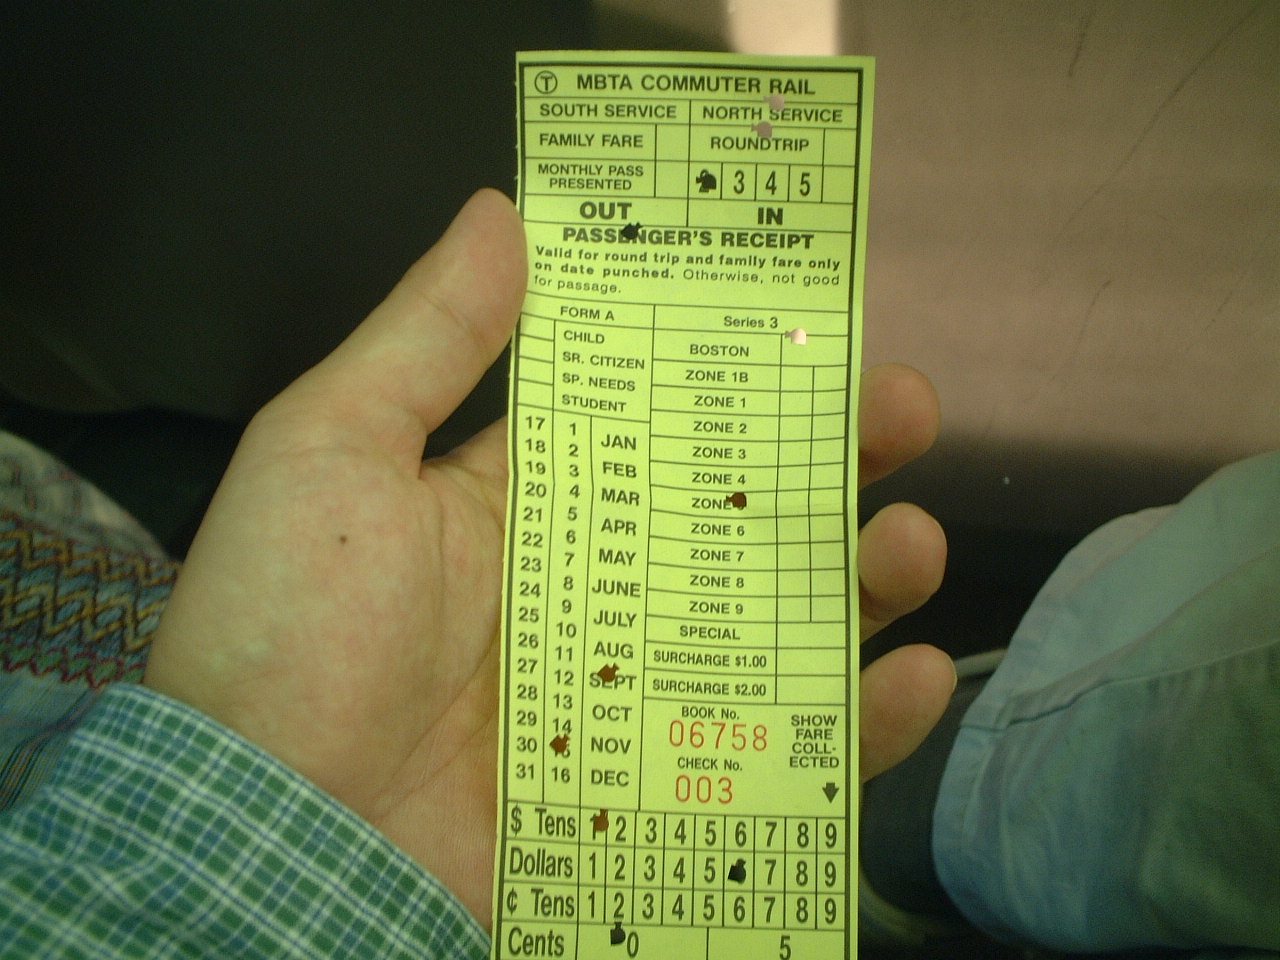 T MBTA COMMUTER RAIL
SOUTH SERVICE NORTH SERVICE
FAMILY FARE ROUNDTRIP
MONTHLY PASS PRESENTED 3 4 5
OUT IN
PASSENGER'S RECEIPT
Valid for round trip and family fare only
on date punched. Otherwise, not good
for passage.
FORM A Series 3
CHILD BOSTON
SR. CITIZEN ZONE 1B
SP. NEEDS ZONE 1
STUDENT ZONE 2
17 1 JAN ZONE 3
18 2 FEB ZONE 4
19 3 MAR ZONE
20 4 APR ZONE 6
21 5 MAY ZONE 7
22 6 JUNE ZONE 8
23 7 JULY ZONE 9
24 8 AUG SPECIAL
25 9 SEPT SURCHARGE $1.00
26 10 OCT SURCHARGE $2.00
27 11 NOV BOOK No.
28 12 DEC 06758
29 13 CHECK No.
30 14 003
31 16 SHOW FARE COLL-ECTED
$ Tens 1 2 3 4 5 6 7 8 9
Dollars 1 2 3 4 5 7 8 9
¢ Tens 1 2 3 4 5 6 7 8 9
Cents 0 5